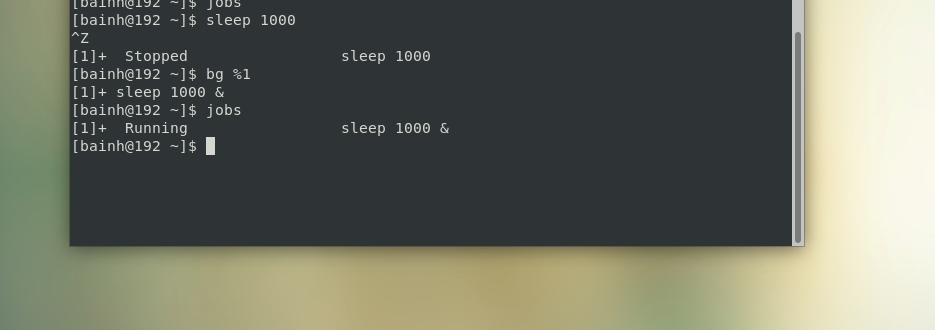 [bainh@192 ~]$ jobs
[bainh@192 ~]$ sleep 1000
^Z
[1]+  Stopped                 sleep 1000
[bainh@192 ~]$ bg %1
[1]+ sleep 1000 &
[bainh@192 ~]$ jobs
[1]+  Running                 sleep 1000 &
[bainh@192 ~]$